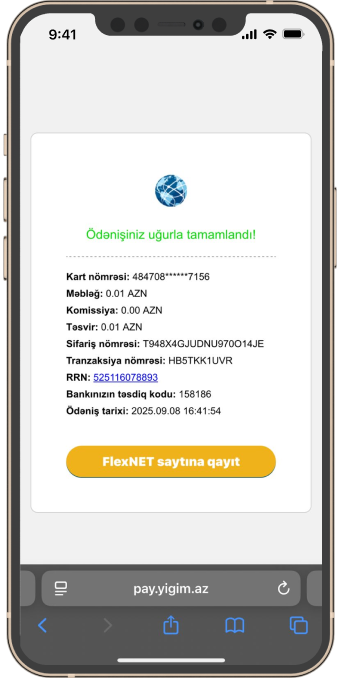 9:41
Ödənişiniz uğurla tamamlandı!
Kart nömrəsi: 484708******7156
Məbləğ: 0.01 AZN
Komissiya: 0.00 AZN
Təsvir: 0.01 AZN
Sifariş nömrəsi: T948X4GJUDNU970O14JE
Tranzaksiya nömrəsi: HB5TKK1UVR
RRN: 525116078893
Bankınızın təsdiq kodu: 158186
Ödəniş tarixi: 2025.09.08 16:41:54
FlexNET saytına qayıt
pay.yigim.az